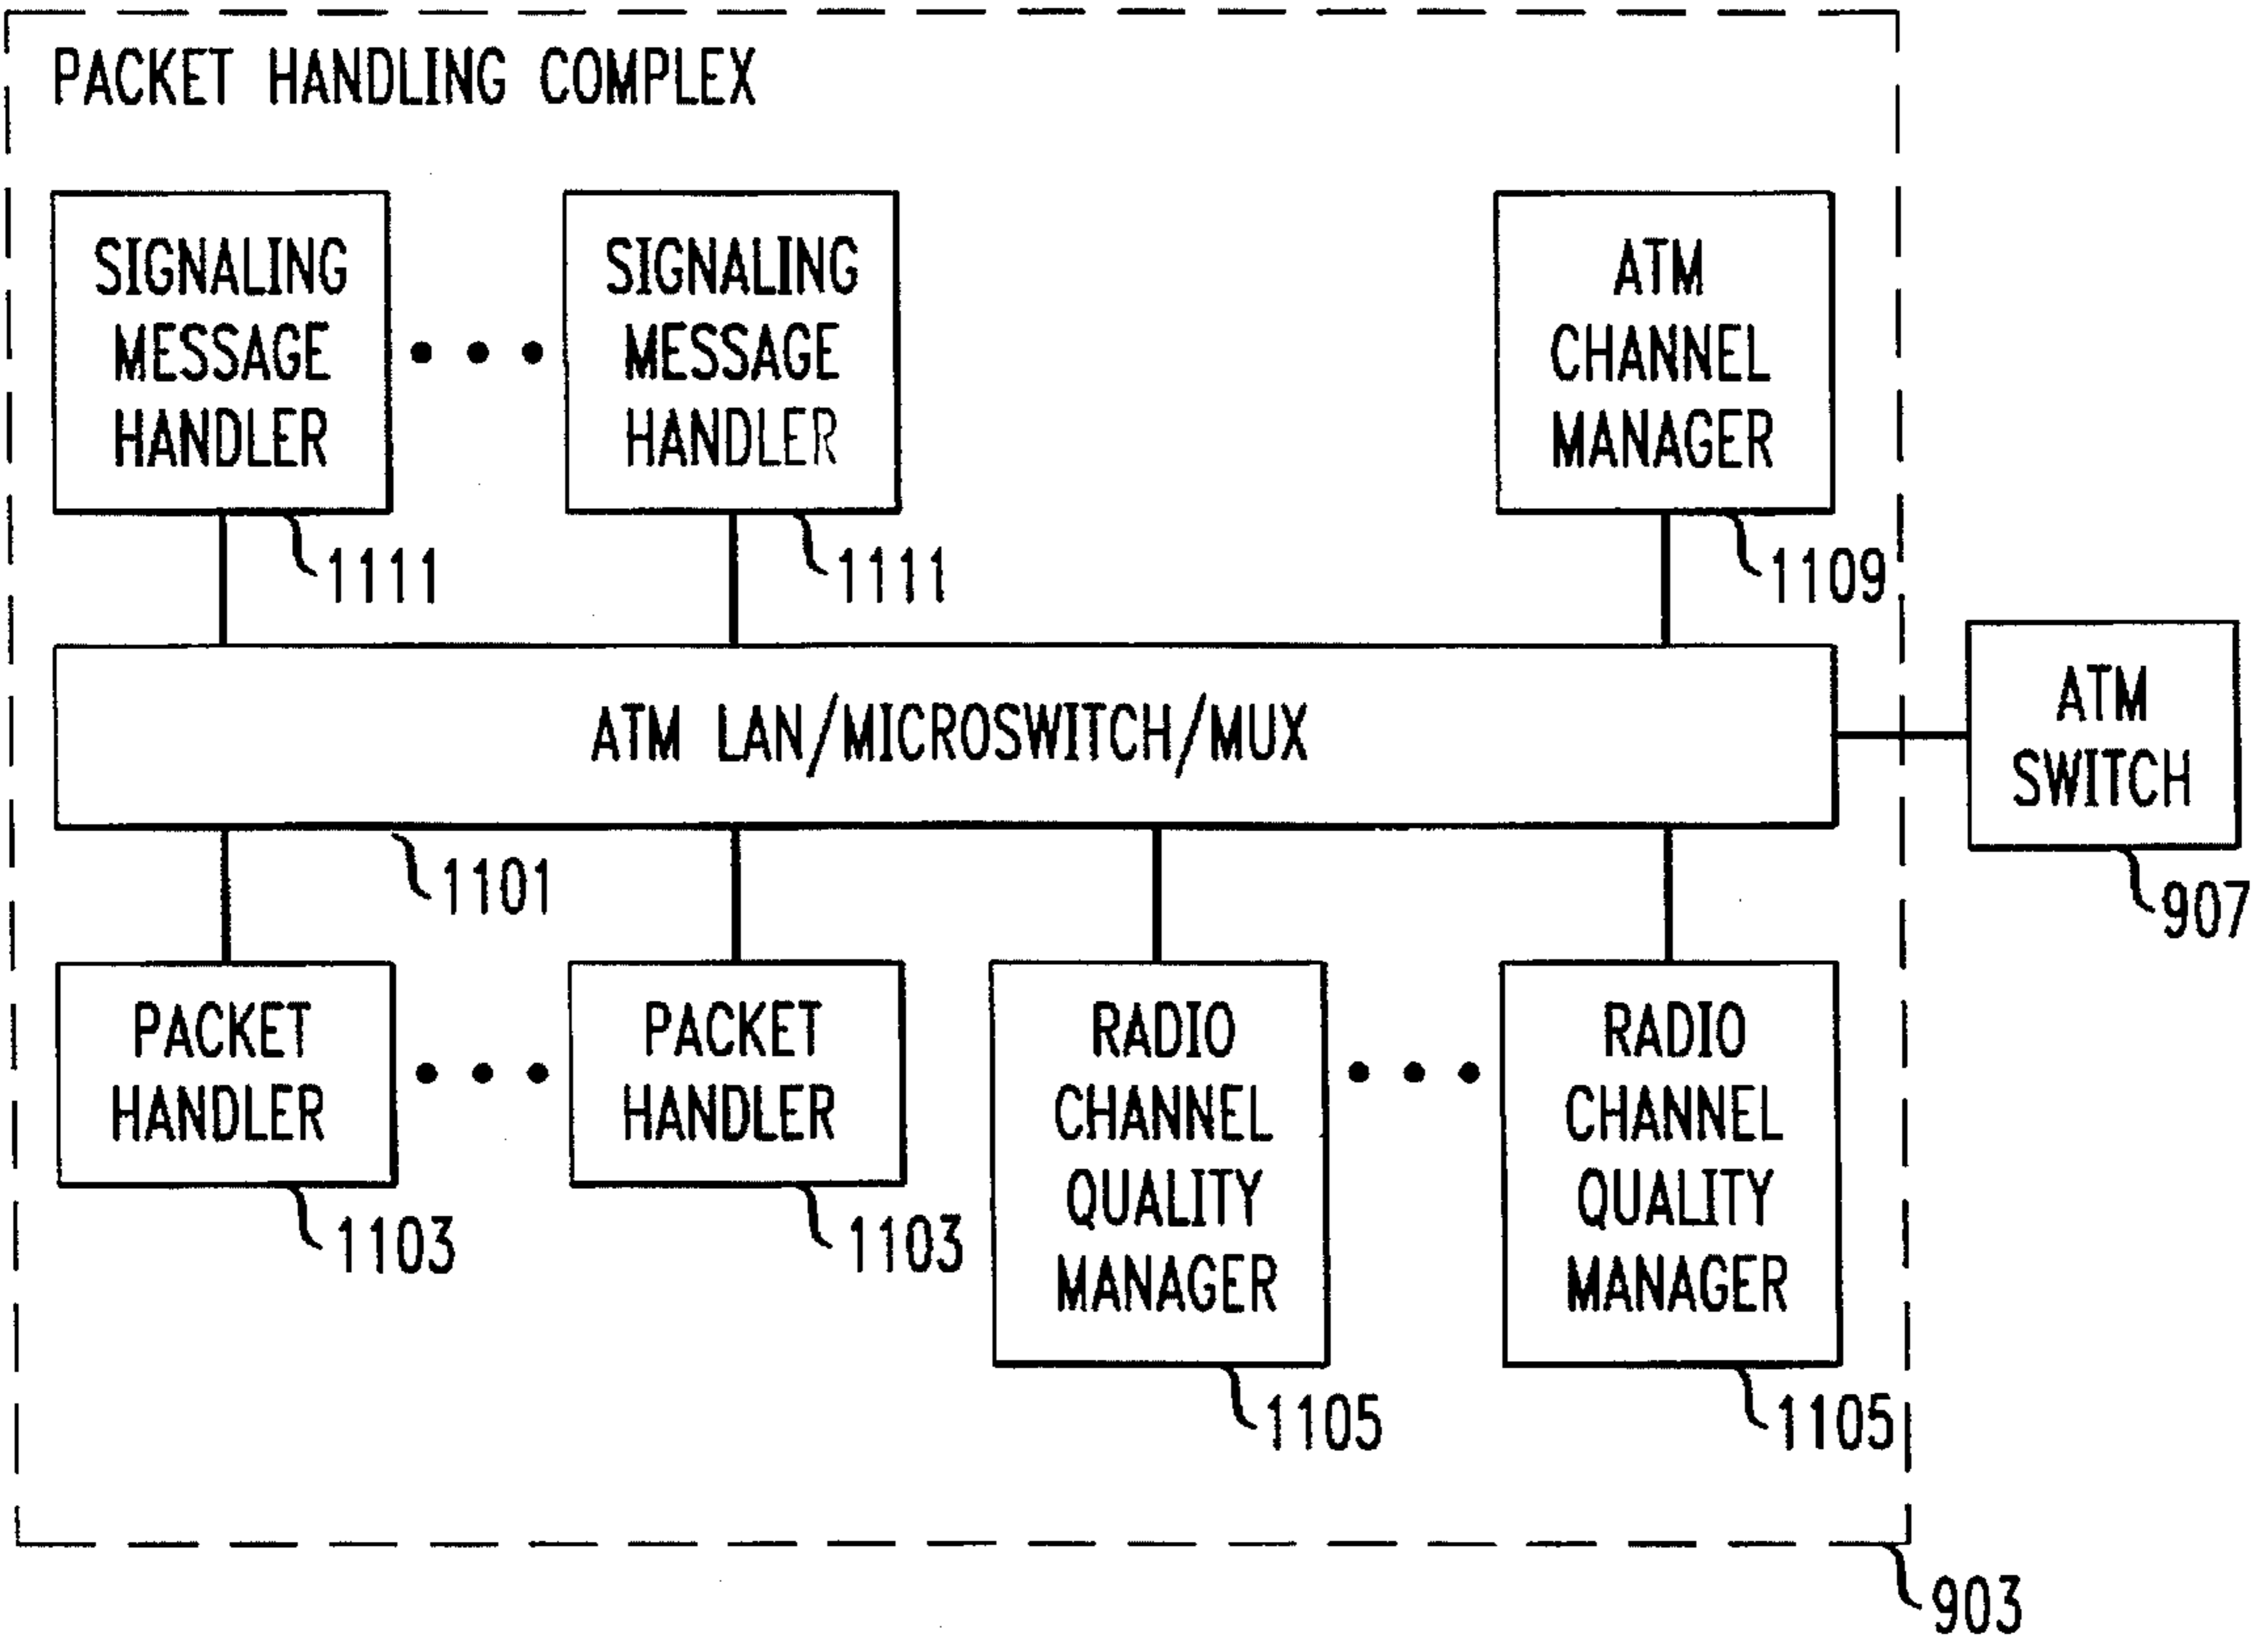 PACKET HANDLING COMPLEX
SIGNALING
MESSAGE
HANDLER
1111
SIGNALING
MESSAGE
HANDLER
1111
ATM
CHANNEL
MANAGER
1109
ATM LAN/MICROSWITCH/MUX
1101
ATM
SWITCH
907
PACKET
HANDLER
1103
PACKET
HANDLER
1103
RADIO
CHANNEL
QUALITY
MANAGER
1105
RADIO
CHANNEL
QUALITY
MANAGER
1105
903